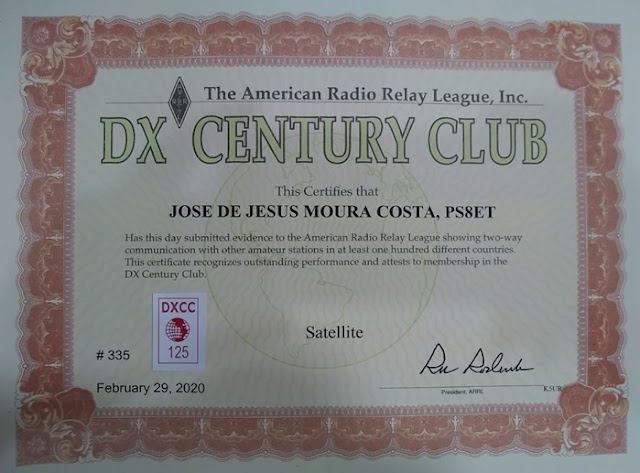 The American Radio Relay League, Inc.
DX CENTURY CLUB
This Certifies that
JOSE DE JESUS MOURA COSTA, PS8ET
Has this day submitted evidence to the American Radio Relay League showing two-way
communication with other amateur stations in at least one hundred different countries.
This certificate recognizes outstanding performance and attests to membership in the
DX Century Club.
DXCC
125
Satellite
# 335
February 29, 2020
President, ARRL
K5UR